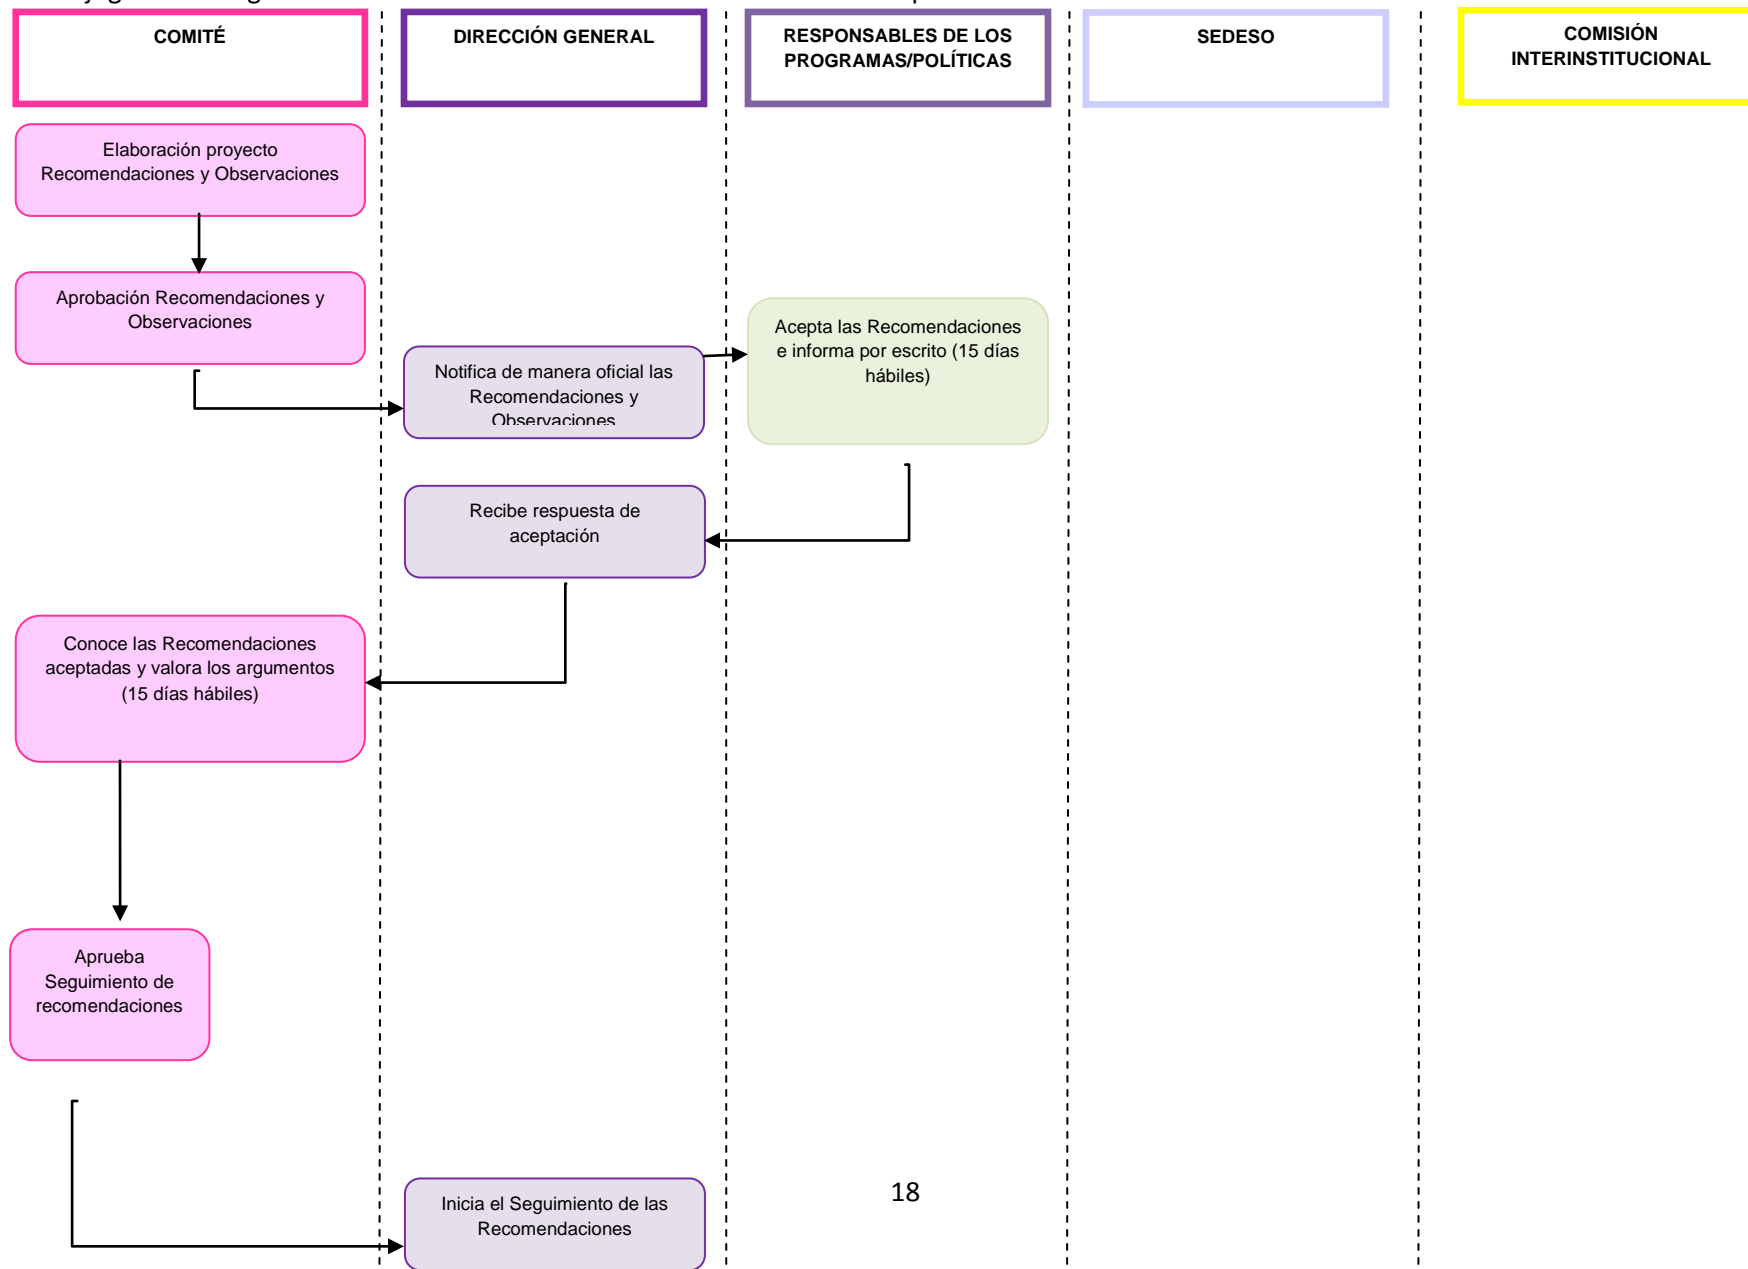 COMITÉ
DIRECCIÓN GENERAL
RESPONSABLES DE LOS
PROGRAMAS/POLÍTICAS
SEDESO
COMISIÓN
INTERINSTITUCIONAL
Elaboración proyecto
Recomendaciones y Observaciones
Aprobación Recomendaciones y
Observaciones
Notifica de manera oficial las
Recomendaciones y
Observaciones
Acepta las Recomendaciones
e informa por escrito (15 días
hábiles)
Recibe respuesta de
aceptación
Conoce las Recomendaciones
aceptadas y valora los argumentos
(15 días hábiles)
Aprueba
Seguimiento de
recomendaciones
Inicia el Seguimiento de las
Recomendaciones
18